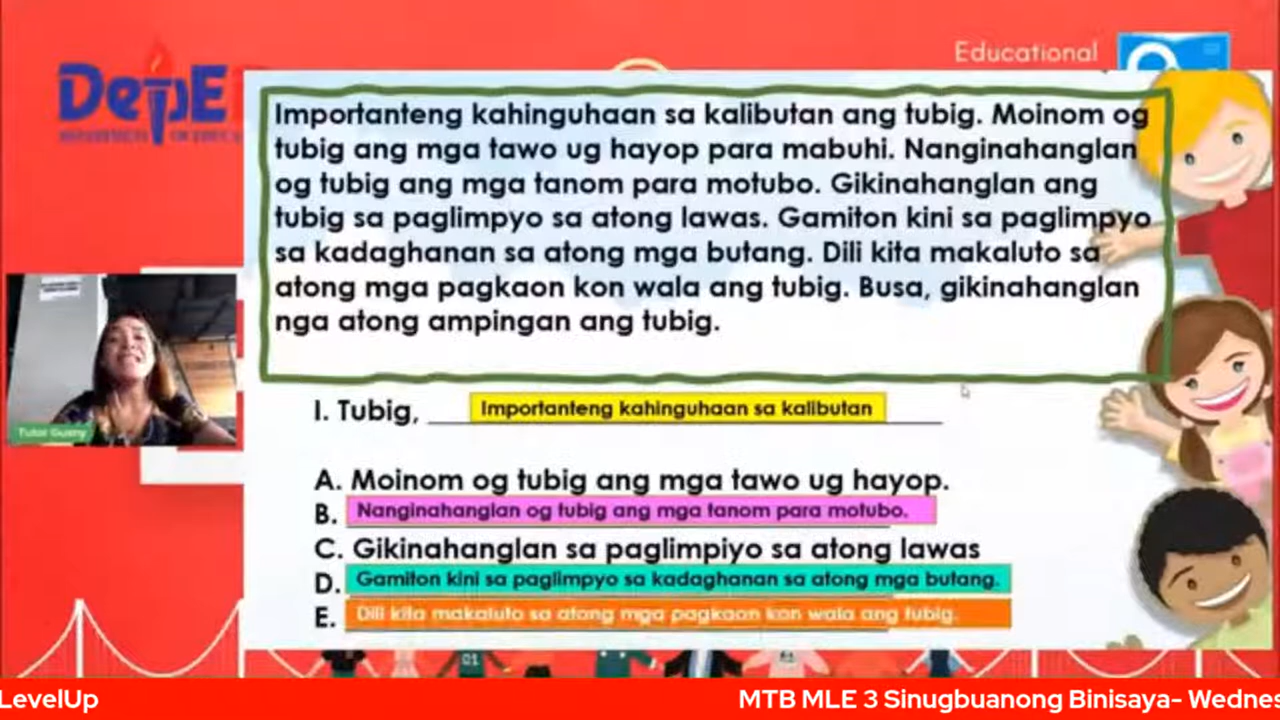 DepE
Educational
Importanteng kahinguhaan sa kalibutan ang tubig. Moinom og
tubig ang mga tawo ug hayop para mabuhi. Nanginahanglan
og tubig ang mga tanom para motubo. Gikinahanglan ang
tubig sa paglimpyo sa atong lawas. Gamiton kini sa paglimpyo
sa kadaghanan sa atong mga butang. Dili kita makaluto sa
atong mga pagkaon kon wala ang tubig. Busa, gikinahanglan
nga atong ampingan ang tubig.
I. Tubig, Importanteng kahinguhaan sa kalibutan
A. Moinom og tubig ang mga tawo ug hayop.
B. Nanginahanglan og tubig ang mga tanom para motubo.
C. Gikinahanglan sa paglimpiyo sa atong lawas
D. Gamiton kini sa paglimpyo sa kadaghanan sa atong mga butang.
E. Dili kita makaluto sa atong mga pagkaon kon wala ang tubig.
Tutor
01
LevelUp
MTB MLE 3 Sinugbuanong Binisaya- Wednes